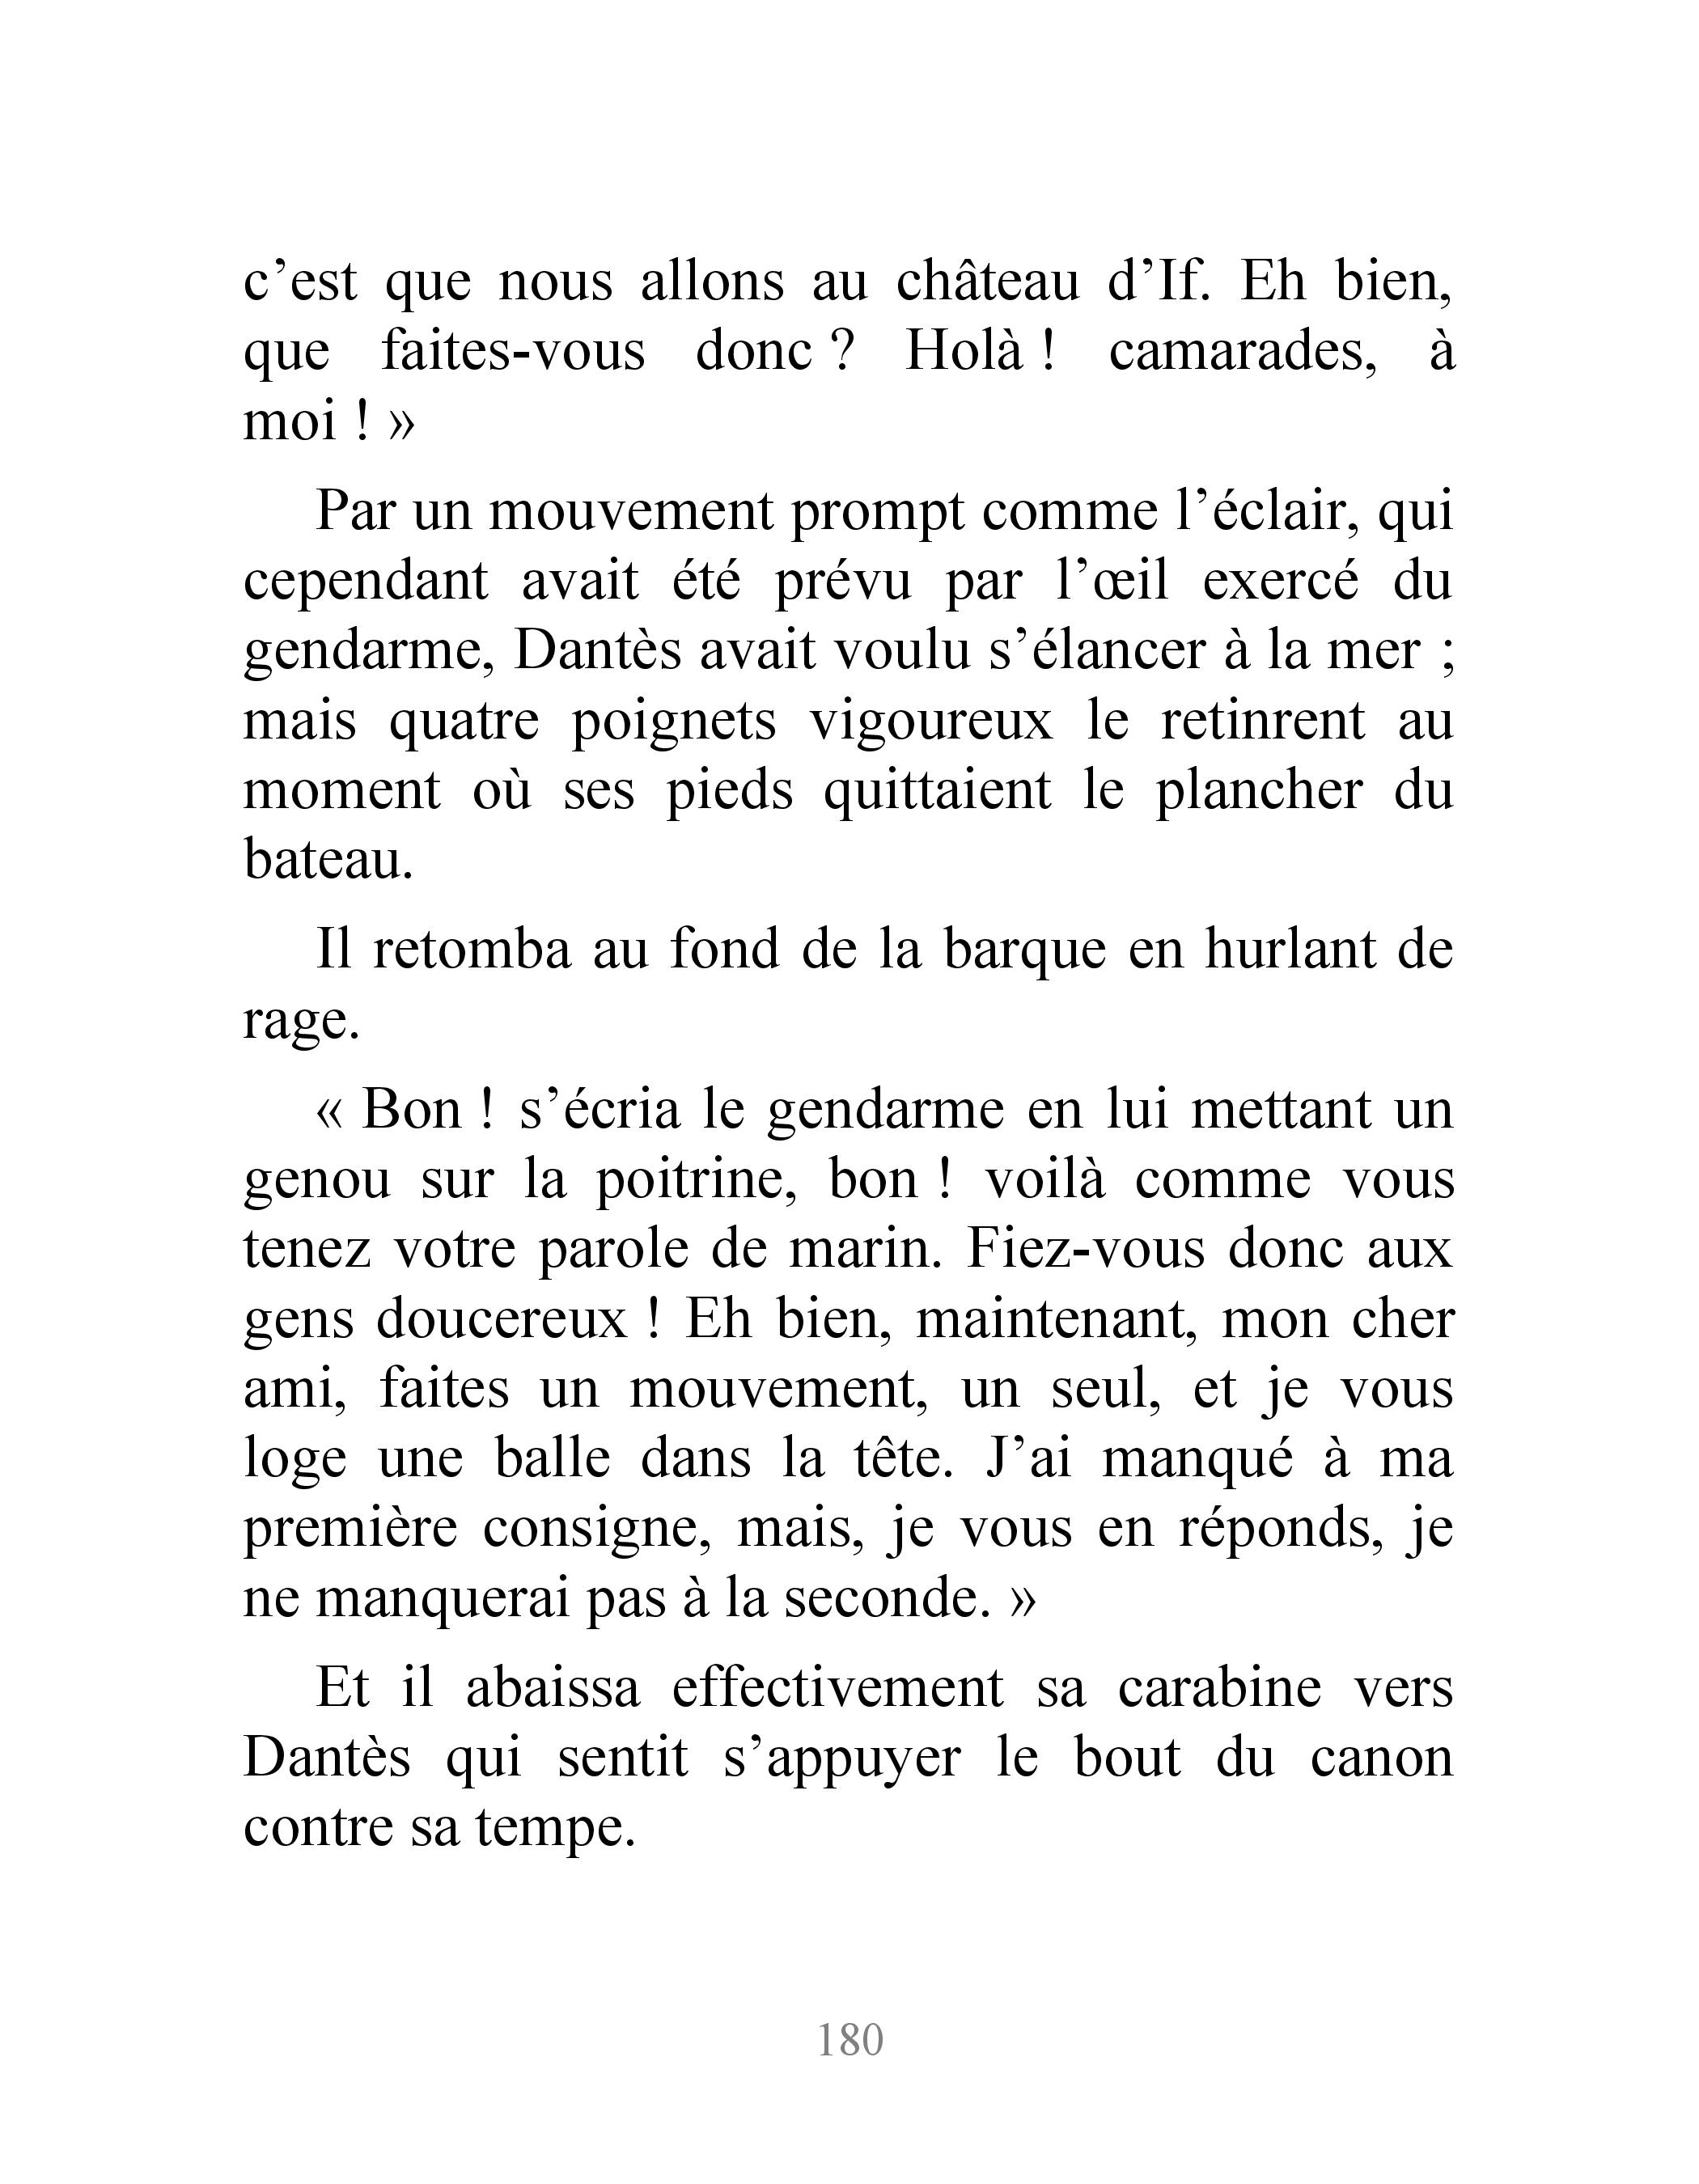 c’est que nous allons au château d’If. Eh bien,
que faites-vous donc ? Holà ! camarades, à
moi ! »
Par un mouvement prompt comme l’éclair, qui
cependant avait été prévu par l’œil exercé du
gendarme, Dantès avait voulu s’élancer à la mer ;
mais quatre poignets vigoureux le retinrent au
moment où ses pieds quittaient le plancher du
bateau.
Il retomba au fond de la barque en hurlant de
rage.
« Bon ! s’écria le gendarme en lui mettant un
genou sur la poitrine, bon ! voilà comme vous
tenez votre parole de marin. Fiez-vous donc aux
gens doucereux ! Eh bien, maintenant, mon cher
ami, faites un mouvement, un seul, et je vous
loge une balle dans la tête. J’ai manqué à ma
première consigne, mais, je vous en réponds, je
ne manquerai pas à la seconde. »
Et il abaissa effectivement sa carabine vers
Dantès qui sentit s’appuyer le bout du canon
contre sa tempe.
180